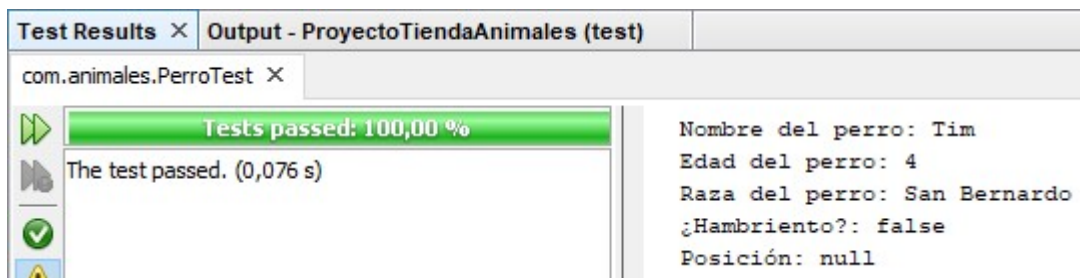 Test Results
Output - ProyectoTiendaAnimales (test)
com.animales.PerroTest
Tests passed: 100,00 %
The test passed. (0,076 s)
Nombre del perro: Tim
Edad del perro: 4
Raza del perro: San Bernardo
¿Hambriento?: false
Posición: null